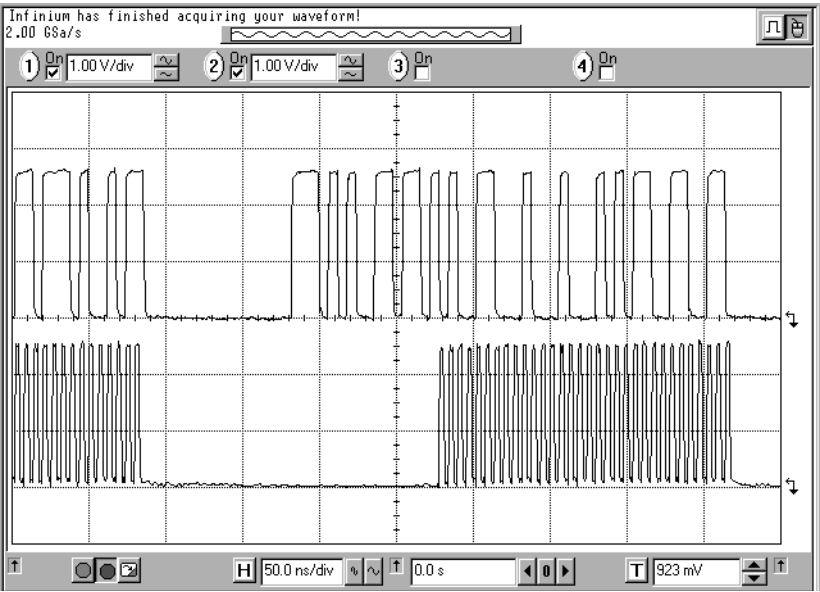 Infinium has finished acquiring your waveform!
2.00 GSa/s
1 On 1.00 V/div 2 On 1.00 V/div 3 On 4 On
H 50.0 ns/div 0.0 s 0 T 923 mV